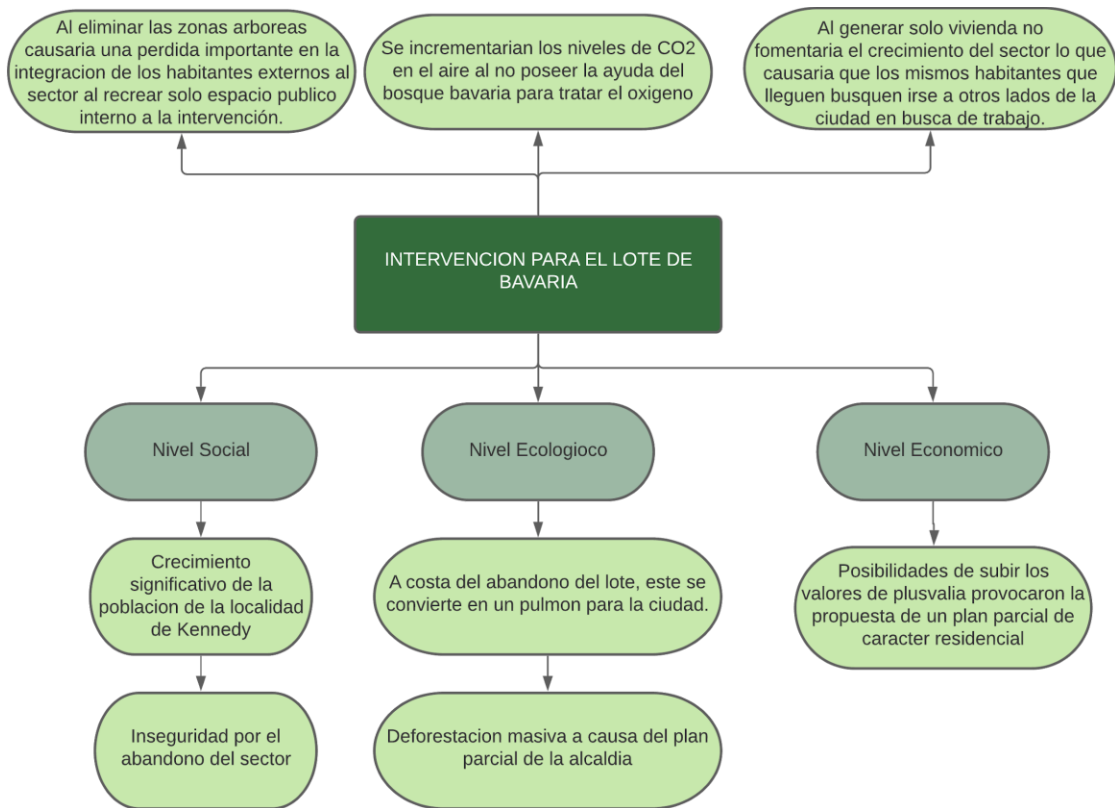 Al eliminar las zonas arboreas
causaria una perdida importante en la
integracion de los habitantes externos al
sector al recrear solo espacio publico
interno a la intervención.
Se incrementarian los niveles de CO2
en el aire al no poseer la ayuda del
bosque bavaria para tratar el oxigeno
Al generar solo vivienda no
fomentaria el crecimiento del sector lo que
causaria que los mismos habitantes que
lleguen busquen irse a otros lados de la
ciudad en busca de trabajo.
INTERVENCION PARA EL LOTE DE
BAVARIA
Nivel Social
Nivel Ecologioco
Nivel Economico
Crecimiento
significativo de la
poblacion de la localidad
de Kennedy
A costa del abandono del lote, este se
convierte en un pulmon para la ciudad.
Posibilidades de subir los
valores de plusvalia provocaron la
propuesta de un plan parcial de
caracter residencial
Inseguridad por el
abandono del sector
Deforestacion masiva a causa del plan
parcial de la alcaldia